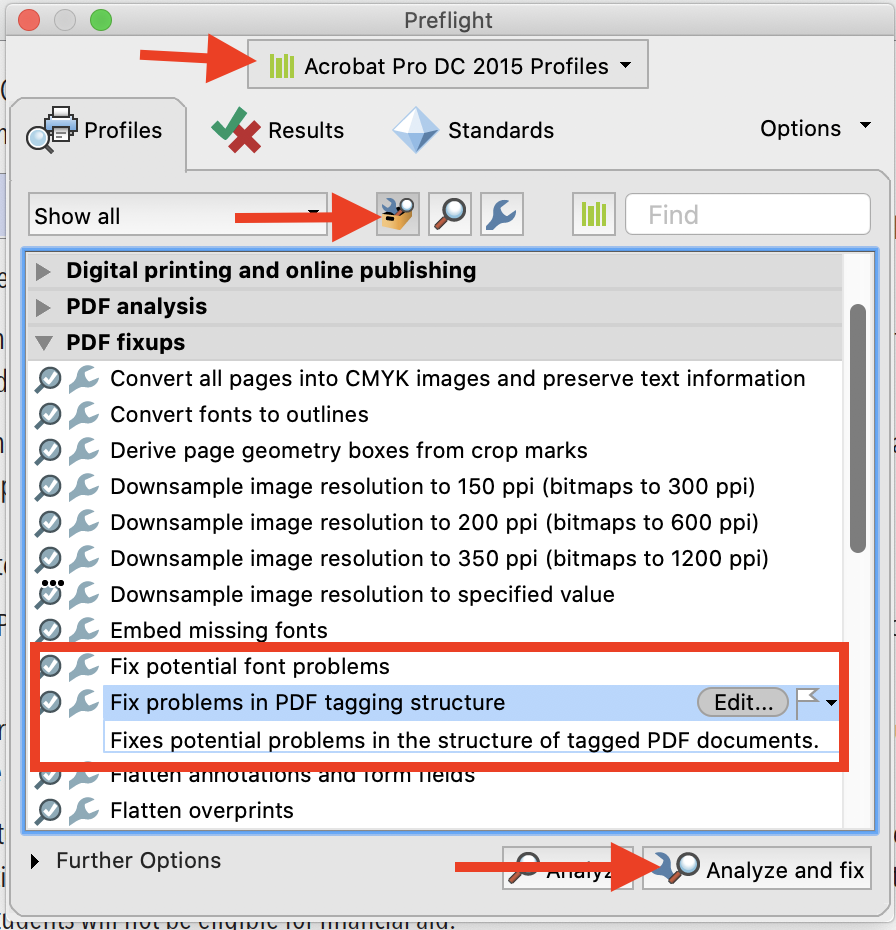 Preflight
Acrobat Pro DC 2015 Profiles
Profiles
Results
Standards
Options
Show all
Find
Digital printing and online publishing
PDF analysis
PDF fixups
Convert all pages into CMYK images and preserve text information
Convert fonts to outlines
Derive page geometry boxes from crop marks
Downsample image resolution to 150 ppi (bitmaps to 300 ppi)
Downsample image resolution to 200 ppi (bitmaps to 600 ppi)
Downsample image resolution to 350 ppi (bitmaps to 1200 ppi)
Downsample image resolution to specified value
Embed missing fonts
Fix potential font problems
Fix problems in PDF tagging structure Edit...
Fixes potential problems in the structure of tagged PDF documents.
Flatten annotations and form fields
Flatten overprints
Further Options
Analyze
Analyze and fix
will not be eligible for financial aid.